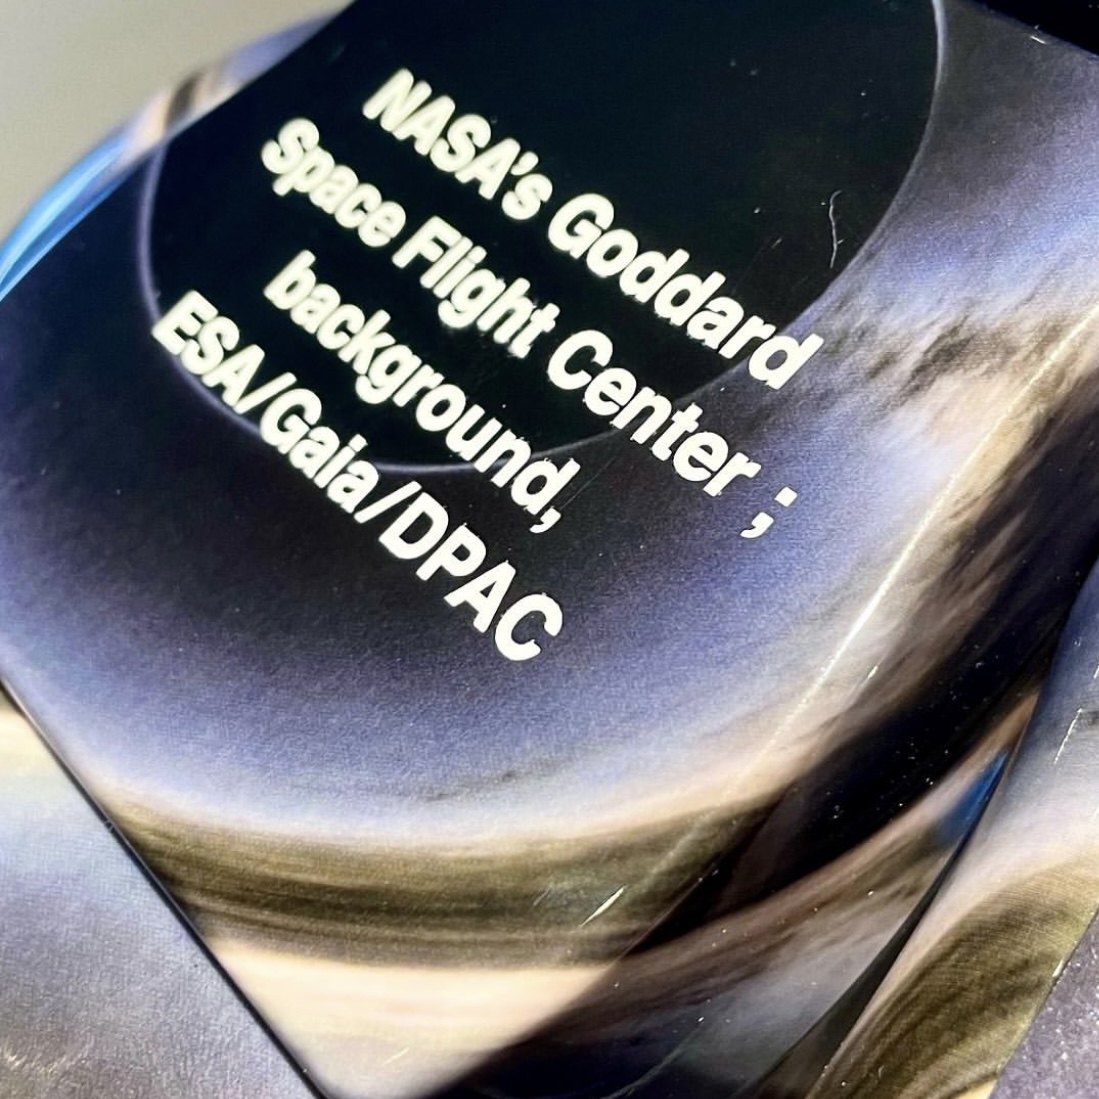 NASA's Goddard
Space Flight Center ;
background,
ESA/Gaia/DPAC